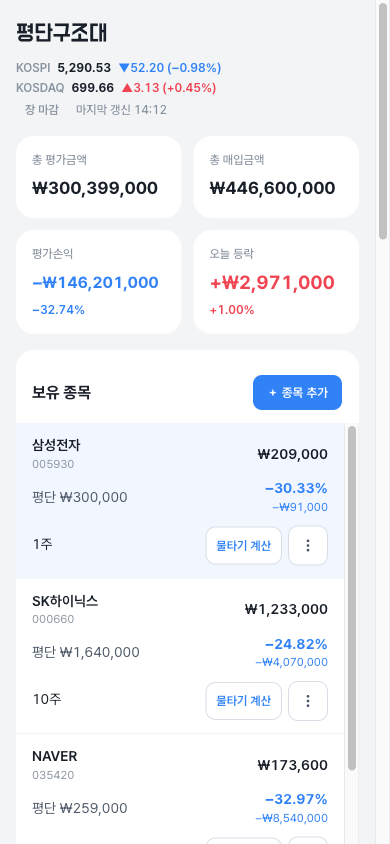 평단구조대
KOSPI 5,290.53 ▼52.20 (−0.98%)
KOSDAQ 699.66 ▲3.13 (+0.45%)
장 마감 마지막 갱신 14:12
총 평가금액
₩300,399,000
총 매입금액
₩446,600,000
평가손익
−₩146,201,000
−32.74%
오늘 등락
+₩2,971,000
+1.00%
보유 종목
+ 종목 추가
삼성전자
005930
₩209,000
평단 ₩300,000
−30.33%
−₩91,000
1주
물타기 계산
SK하이닉스
000660
₩1,233,000
평단 ₩1,640,000
−24.82%
−₩4,070,000
10주
물타기 계산
NAVER
035420
₩173,600
평단 ₩259,000
−32.97%
−₩8,540,000